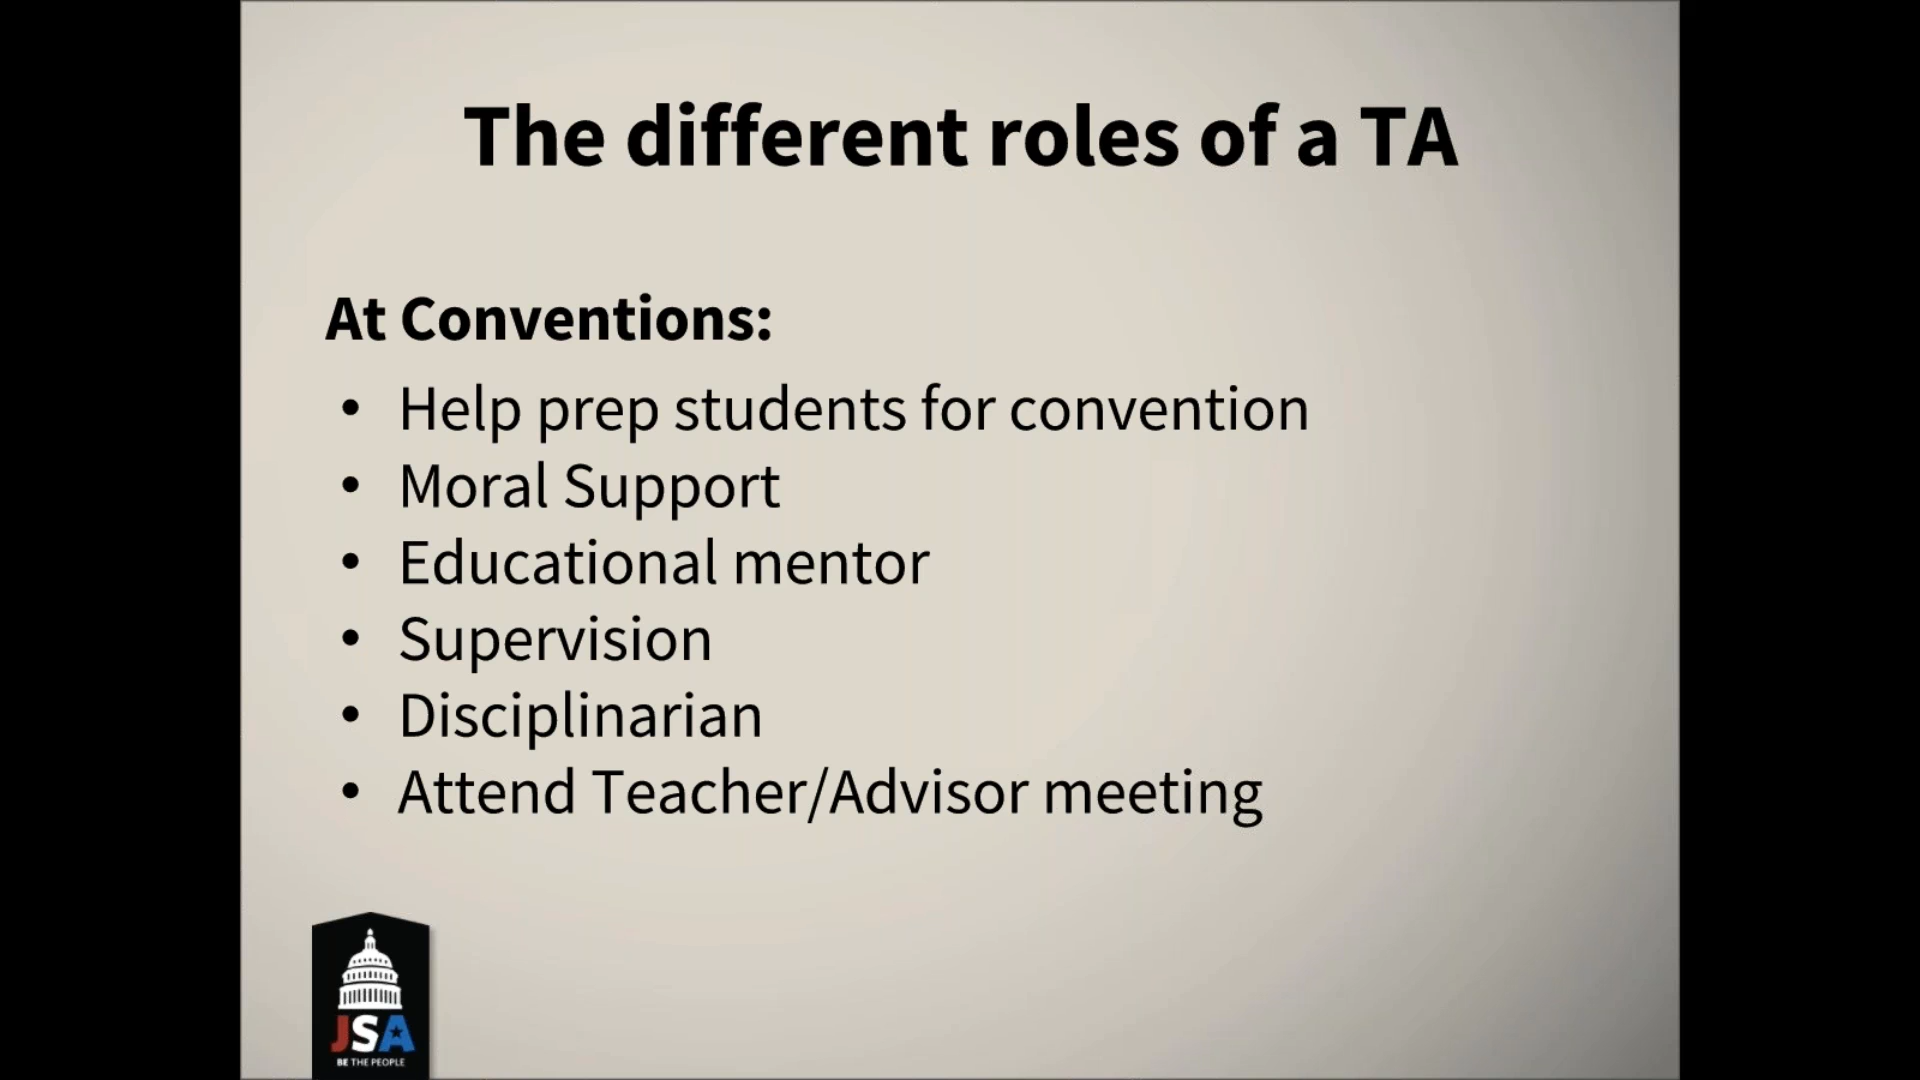 The different roles of a TA
At Conventions:
• Help prep students for convention
• Moral Support
• Educational mentor
• Supervision
• Disciplinarian
• Attend Teacher/Advisor meeting
JSA
BE THE PEOPLE